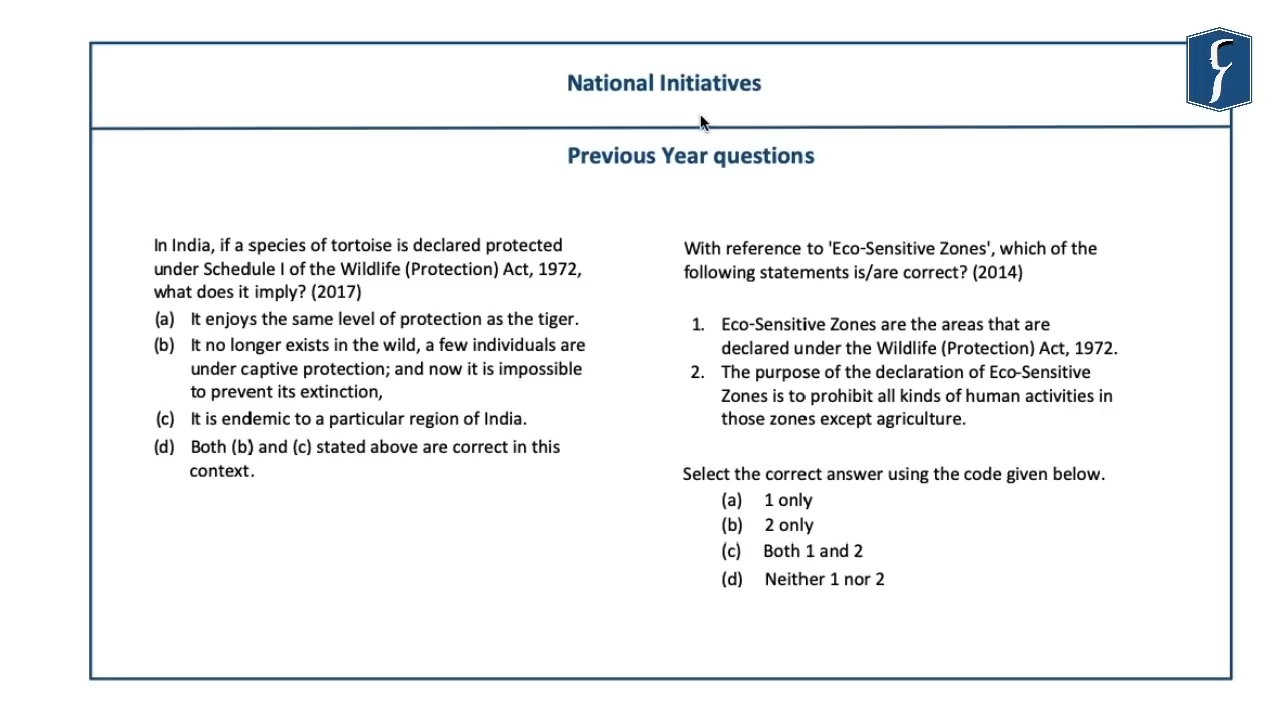 National Initiatives
Previous Year questions
In India, if a species of tortoise is declared protected
under Schedule I of the Wildlife (Protection) Act, 1972,
what does it imply? (2017)
(a) It enjoys the same level of protection as the tiger.
(b) It no longer exists in the wild, a few individuals are
under captive protection; and now it is impossible
to prevent its extinction,
(c) It is endemic to a particular region of India.
(d) Both (b) and (c) stated above are correct in this
context.
With reference to 'Eco-Sensitive Zones', which of the
following statements is/are correct? (2014)
1. Eco-Sensitive Zones are the areas that are
declared under the Wildlife (Protection) Act, 1972.
2. The purpose of the declaration of Eco-Sensitive
Zones is to prohibit all kinds of human activities in
those zones except agriculture.
Select the correct answer using the code given below.
(a) 1 only
(b) 2 only
(c) Both 1 and 2
(d) Neither 1 nor 2